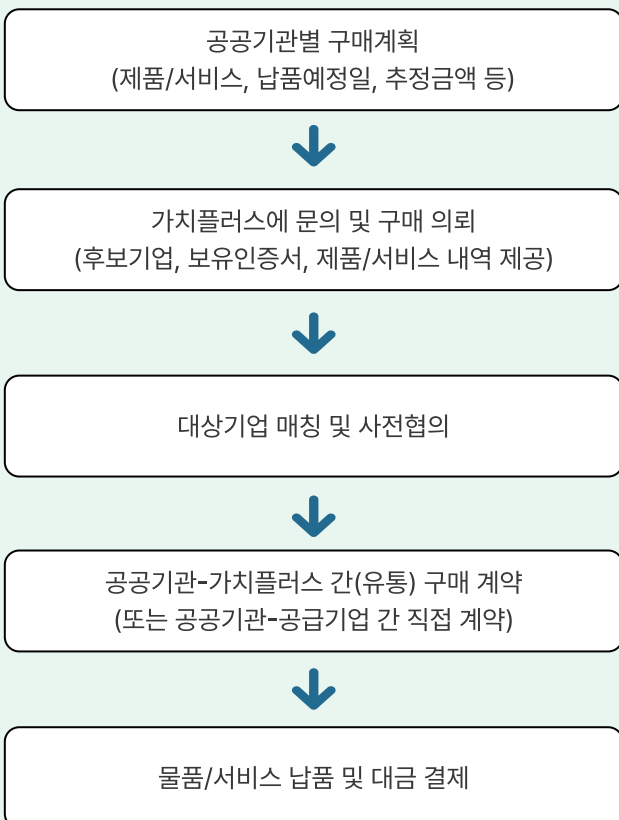 공공기관별 구매계획
(제품/서비스, 납품예정일, 추정금액 등)
가치플러스에 문의 및 구매 의뢰
(후보기업, 보유인증서, 제품/서비스 내역 제공)
대상기업 매칭 및 사전협의
공공기관-가치플러스 간(유통) 구매 계약
(또는 공공기관-공급기업 간 직접 계약)
물품/서비스 납품 및 대금 결제